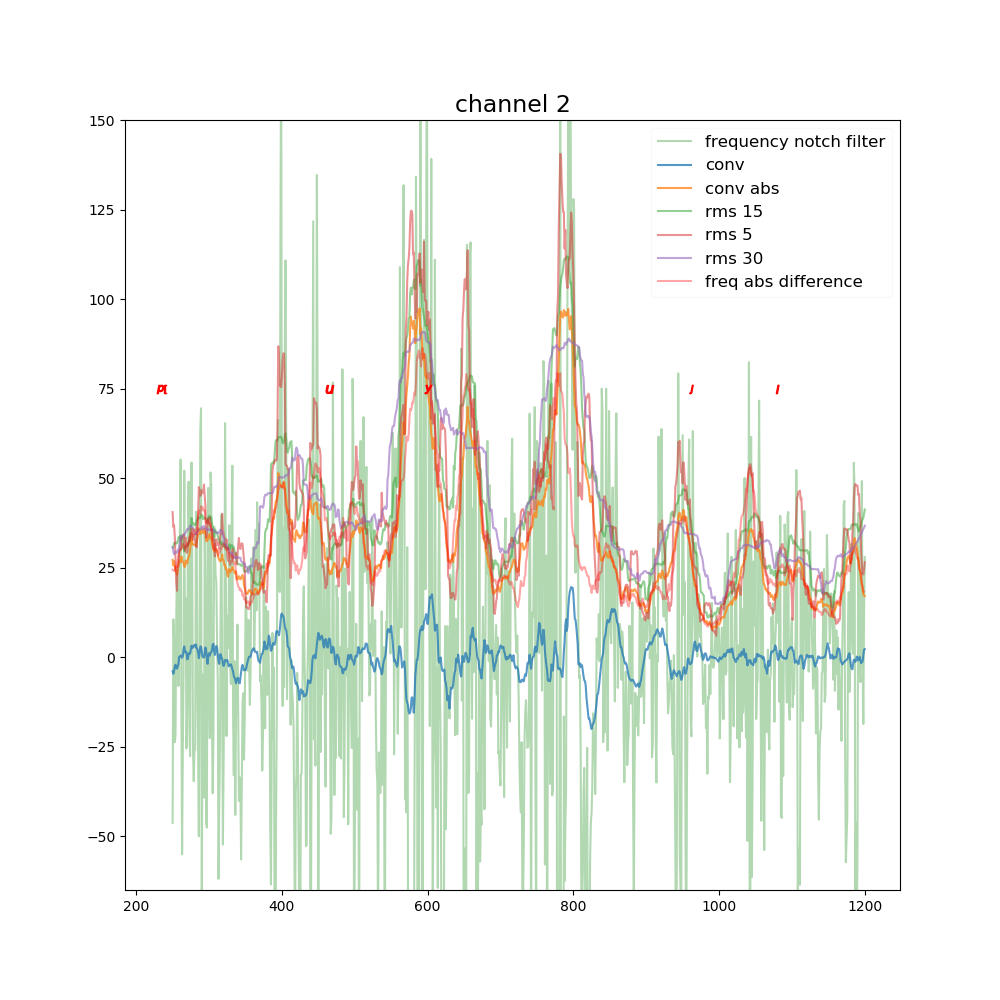 channel 2
150
125
100
75
50
25
0
−25
−50
200
400
600
800
1000
1200
frequency notch filter
conv
conv abs
rms 15
rms 5
rms 30
freq abs difference
u
y